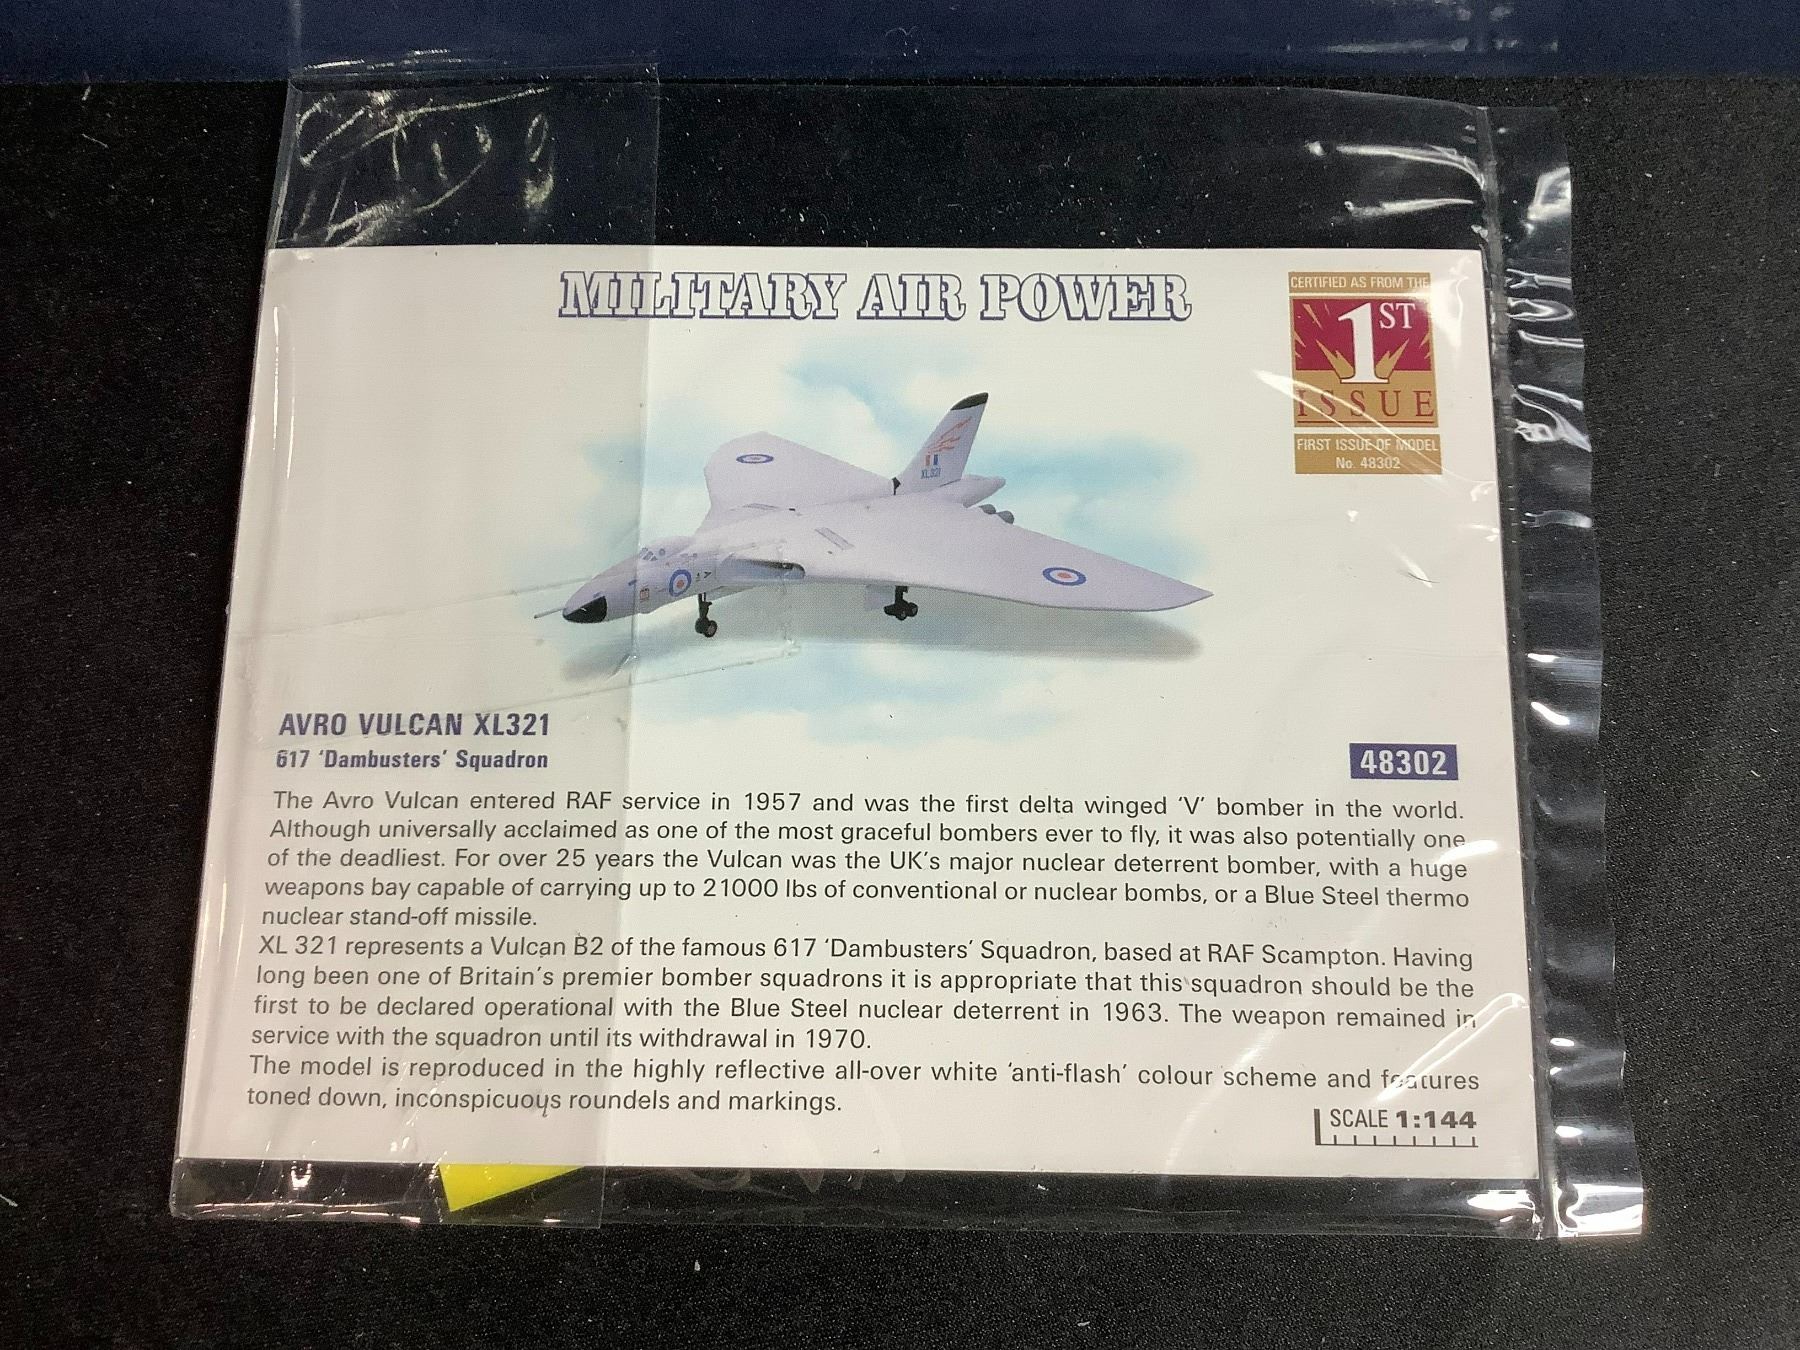 MILITARY AIR POWER
CERTIFIED AS FROM THE
1ST
ISSUE
FIRST ISSUE OF MODEL
No. 48302
XL321
AVRO VULCAN XL321
617 ‘Dambusters’ Squadron
48302
The Avro Vulcan entered RAF service in 1957 and was the first delta winged ‘V’ bomber in the world.
Although universally acclaimed as one of the most graceful bombers ever to fly, it was also potentially one
of the deadliest. For over 25 years the Vulcan was the UK’s major nuclear deterrent bomber, with a huge
weapons bay capable of carrying up to 21000 lbs of conventional or nuclear bombs, or a Blue Steel thermo
nuclear stand-off missile.
XL 321 represents a Vulcan B2 of the famous 617 ‘Dambusters’ Squadron, based at RAF Scampton. Having
long been one of Britain’s premier bomber squadrons it is appropriate that this squadron should be the
first to be declared operational with the Blue Steel nuclear deterrent in 1963. The weapon remained in
service with the squadron until its withdrawal in 1970.
The model is reproduced in the highly reflective all-over white ‘anti-flash’ colour scheme and features
toned down, inconspicuous roundels and markings.
SCALE 1:144